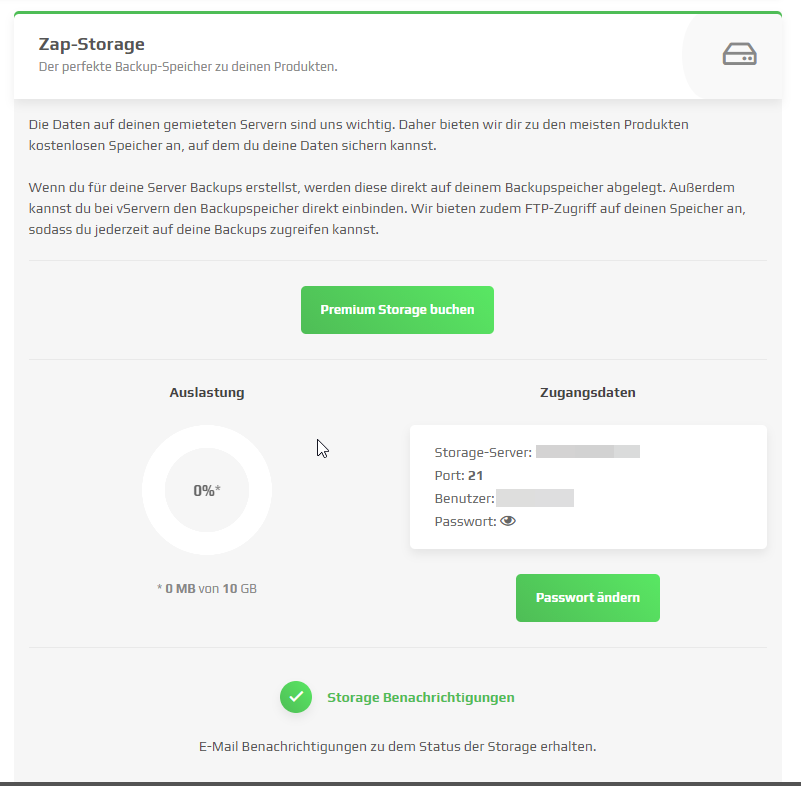 Zap-Storage
Der perfekte Backup-Speicher zu deinen Produkten.
Die Daten auf deinen gemieteten Servern sind uns wichtig. Daher bieten wir dir zu den meisten Produkten
kostenlosen Speicher an, auf dem du deine Daten sichern kannst.
Wenn du für deine Server Backups erstellst, werden diese direkt auf deinem Backupspeicher abgelegt. Außerdem
kannst du bei vServern den Backupspeicher direkt einbinden. Wir bieten zudem FTP-Zugriff auf deinen Speicher an,
sodass du jederzeit auf deine Backups zugreifen kannst.
Premium Storage buchen
Auslastung
0%*
* 0 MB von 10 GB
Zugangsdaten
Storage-Server:
Port: 21
Benutzer:
Passwort:
Passwort ändern
Storage Benachrichtigungen
E-Mail Benachrichtigungen zu dem Status der Storage erhalten.